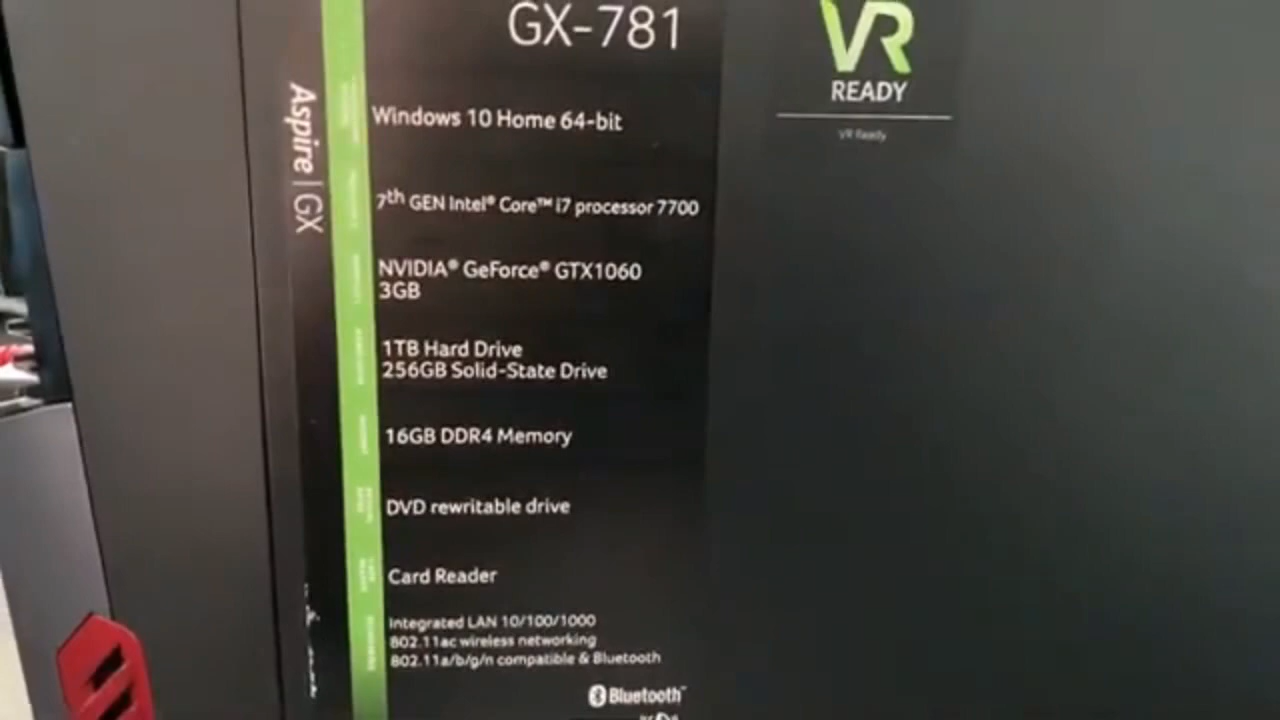 GX-781
VR
READY
VR Ready
Aspire | GX
Windows 10 Home 64-bit
7th GEN Intel® Core™ i7 processor 7700
NVIDIA® GeForce® GTX1060
3GB
1TB Hard Drive
256GB Solid-State Drive
16GB DDR4 Memory
DVD rewritable drive
Card Reader
Integrated LAN 10/100/1000
802.11ac wireless networking
802.11a/b/g/n compatible & Bluetooth
Bluetooth™